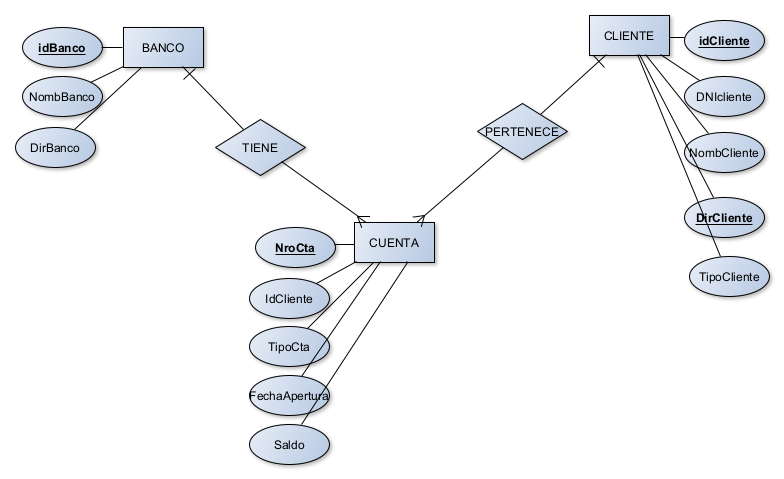 idBanco
BANCO
NombBanco
DirBanco
TIENE
CLIENTE
idCliente
DNIcliente
NombCliente
DirCliente
TipoCliente
PERTENECE
NroCta
CUENTA
IdCliente
TipoCta
FechaApertura
Saldo